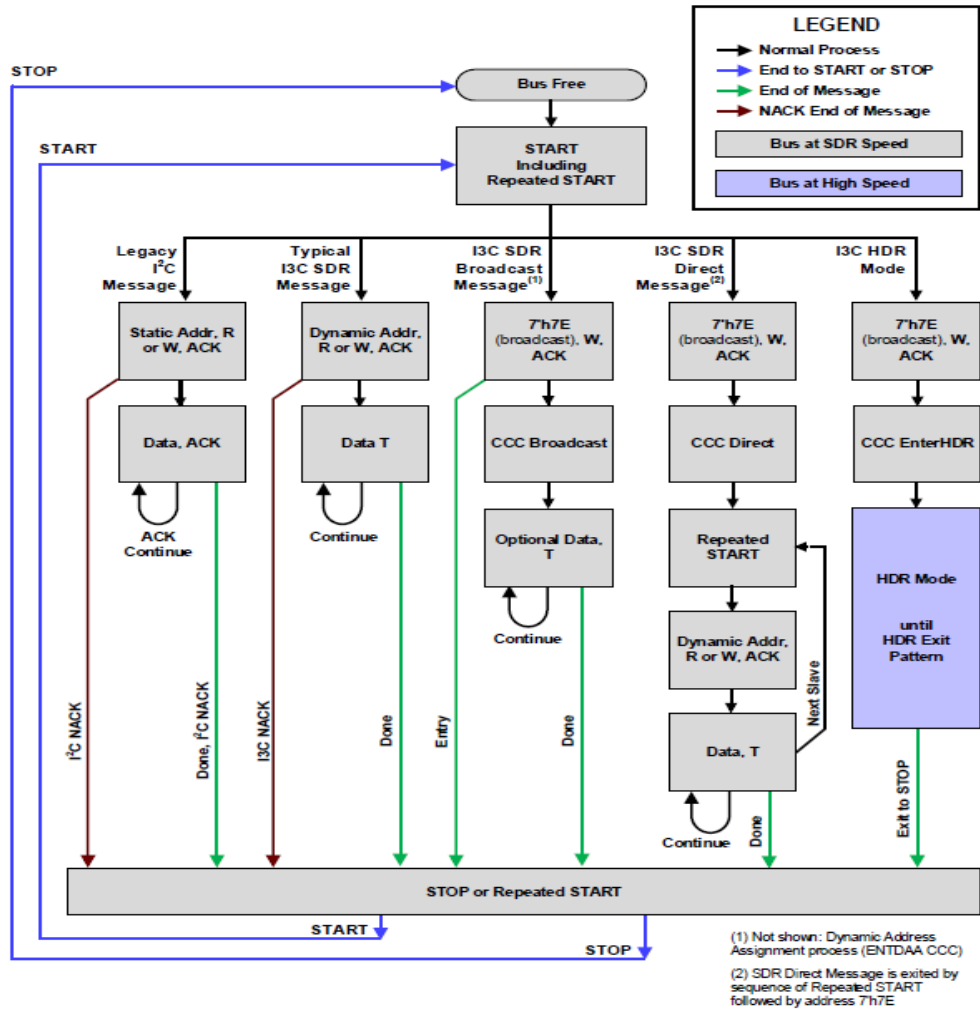 LEGEND
Normal Process
End to START or STOP
End of Message
NACK End of Message
Bus at SDR Speed
Bus at High Speed
STOP
Bus Free
START
START
Including
Repeated START
Legacy
I²C
Message
Typical
I3C SDR
Message
I3C SDR
Broadcast
Message(1)
I3C SDR
Direct
Message(2)
I3C HDR
Mode
Static Addr, R
or W, ACK
Dynamic Addr,
R or W, ACK
7'h7E
(broadcast), W,
ACK
7'h7E
(broadcast), W,
ACK
7'h7E
(broadcast), W,
ACK
Data, ACK
Data T
CCC Broadcast
CCC Direct
CCC EnterHDR
ACK
Continue
Continue
Optional Data,
T
Continue
Repeated
START
Dynamic Addr,
R or W, ACK
Data, T
Continue
Next Slave
HDR Mode
until
HDR Exit
Pattern
I²C NACK
Done, I²C NACK
I3C NACK
Done
Entry
Done
Done
Exit to STOP
STOP or Repeated START
START
STOP
(1) Not shown: Dynamic Address
Assignment process (ENTDAA CCC)
(2) SDR Direct Message is exited by
sequence of Repeated START
followed by address 7'h7E